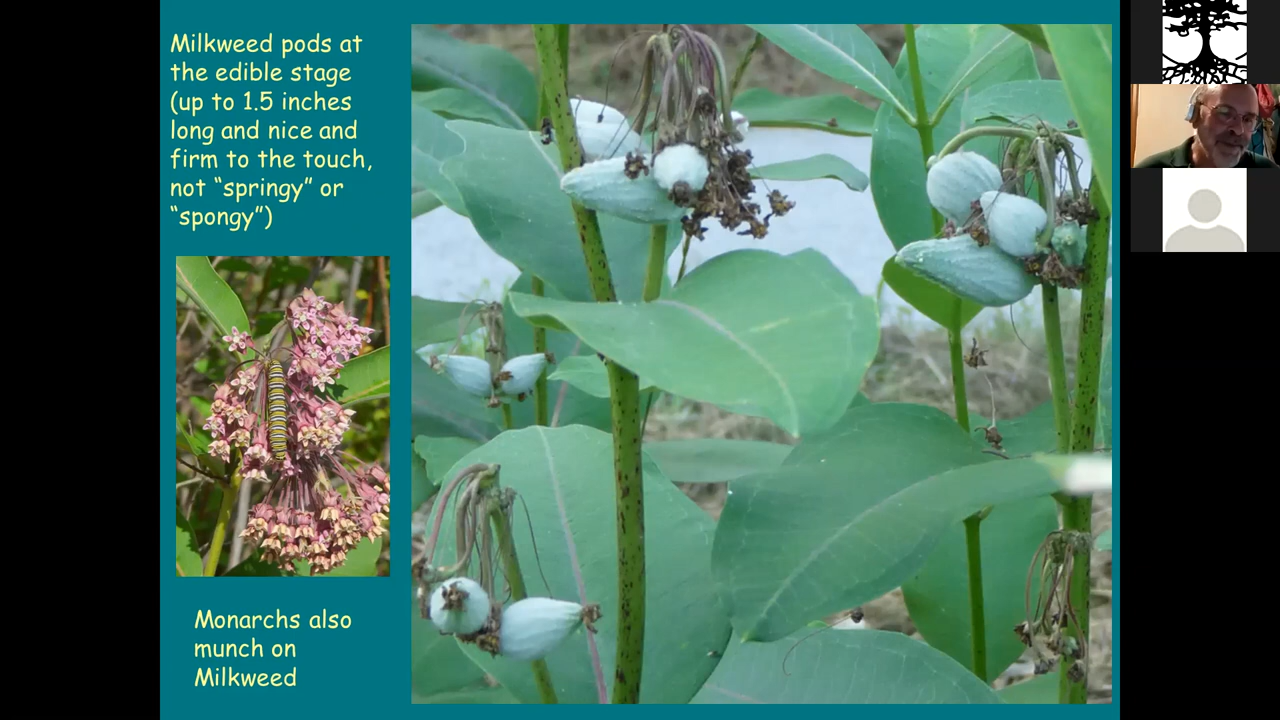 Milkweed pods at
the edible stage
(up to 1.5 inches
long and nice and
firm to the touch,
not “springy” or
“spongy”)
Monarchs also
munch on
Milkweed